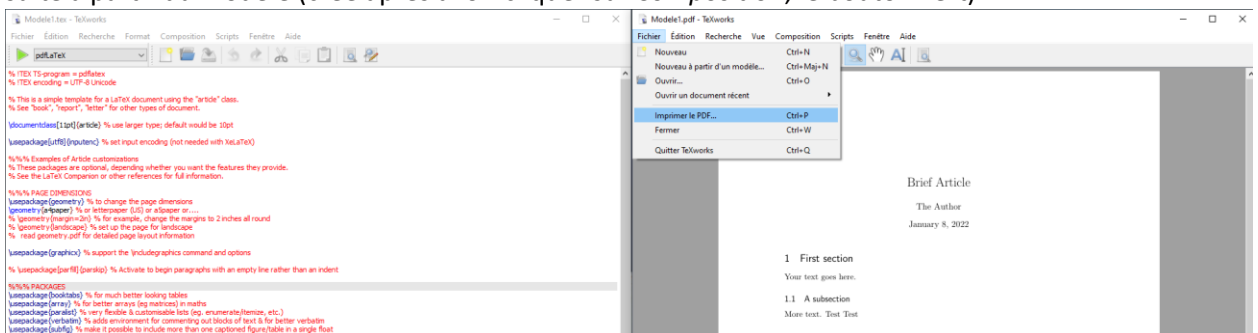 Modele1.tex - TeXworks
Fichier Édition Recherche Format Composition Scripts Fenêtre Aide
pdfLaTeX
% !TEX TS-program = pdflatex
% !TEX encoding = UTF-8 Unicode
% This is a simple template for a LaTeX document using the "article" class.
% See "book", "report", "letter" for other types of document.
\documentclass[11pt]{article} % use larger type; default would be 10pt
\usepackage[utf8]{inputenc} % set input encoding (not needed with XeLaTeX)
%%% Examples of Article customizations
% These packages are optional, depending whether you want the features they provide.
% See the LaTeX Companion or other references for full information.
%%% PAGE DIMENSIONS
\usepackage{geometry} % to change the page dimensions
\geometry{a4paper} % or letterpaper (US) or a5paper or....
% \geometry{margin=2in} % for example, change the margins to 2 inches all round
% \geometry{landscape} % set up the page for landscape
% read geometry.pdf for detailed page layout information
\usepackage{graphicx} % support the \includegraphics command and options
% \usepackage[parfill]{parskip} % Activate to begin paragraphs with an empty line rather than an indent
%%% PACKAGES
\usepackage{booktabs} % for much better looking tables
\usepackage{array} % for better arrays (eg matrices) in maths
\usepackage{paralist} % very flexible & customisable lists (eg. enumerate/itemize, etc.)
\usepackage{verbatim} % adds environment for commenting out blocks of text & for better verbatim
\usepackage{subfig} % make it possible to include more than one captioned figure/table in a single float
Modele1.pdf - TeXworks
Fichier Édition Recherche Vue Composition Scripts Fenêtre Aide
Nouveau Ctrl+N
Nouveau à partir d'un modèle... Ctrl+Maj+N
Ouvrir... Ctrl+O
Ouvrir un document récent
Imprimer le PDF... Ctrl+P
Fermer Ctrl+W
Quitter TeXworks Ctrl+Q
Brief Article
The Author
January 8, 2022
1 First section
Your text goes here.
1.1 A subsection
More text. Test Test